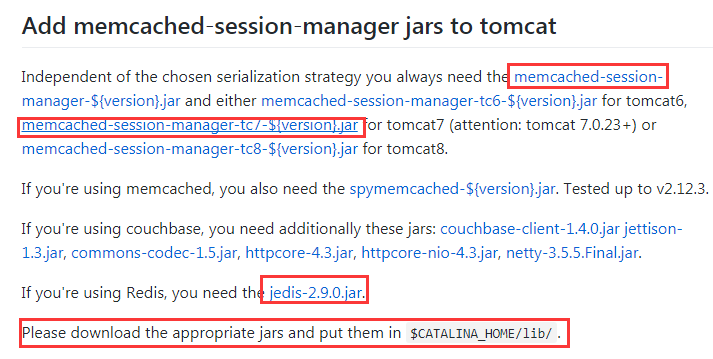 Add memcached-session-manager jars to tomcat
Independent of the chosen serialization strategy you always need the memcached-session-
manager-${version}.jar and either memcached-session-manager-tc6-${version}.jar for tomcat6,
memcached-session-manager-tc7-${version}.jar for tomcat7 (attention: tomcat 7.0.23+) or
memcached-session-manager-tc8-${version}.jar for tomcat8.
If you're using memcached, you also need the spymemcached-${version}.jar. Tested up to v2.12.3.
If you're using couchbase, you need additionally these jars: couchbase-client-1.4.0.jar jettison-
1.3.jar, commons-codec-1.5.jar, httpcore-4.3.jar, httpcore-nio-4.3.jar, netty-3.5.5.Final.jar.
If you're using Redis, you need the jedis-2.9.0.jar.
Please download the appropriate jars and put them in $CATALINA_HOME/lib/ .